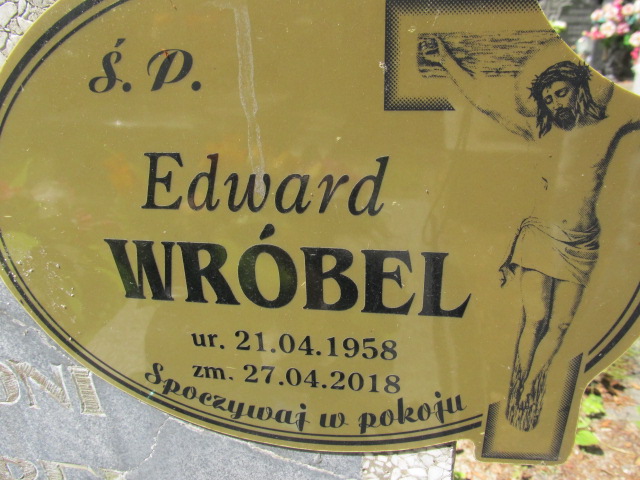 Ś. P.
Edward
WRÓBEL
ur. 21.04.1958
zm. 27.04.2018
Spoczywaj w pokoju